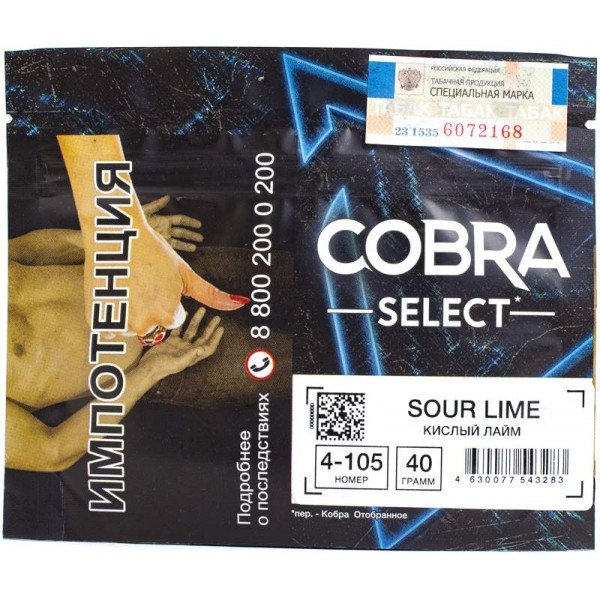 РОССИЙСКАЯ ФЕДЕРАЦИЯ
ТАБАЧНАЯ ПРОДУКЦИЯ
СПЕЦИАЛЬНАЯ МАРКА
ТАБАК ТАБАК ТАБАК
23 1535 6072168
ИМПОТЕНЦИЯ
Подробнее
о последствиях 8 800 200 0 200
COBRA
SELECT*
SOUR LIME
КИСЛЫЙ ЛАЙМ
4-105
НОМЕР
40
ГРАММ
4 630077 543283
*пер. - Кобра Отобранное